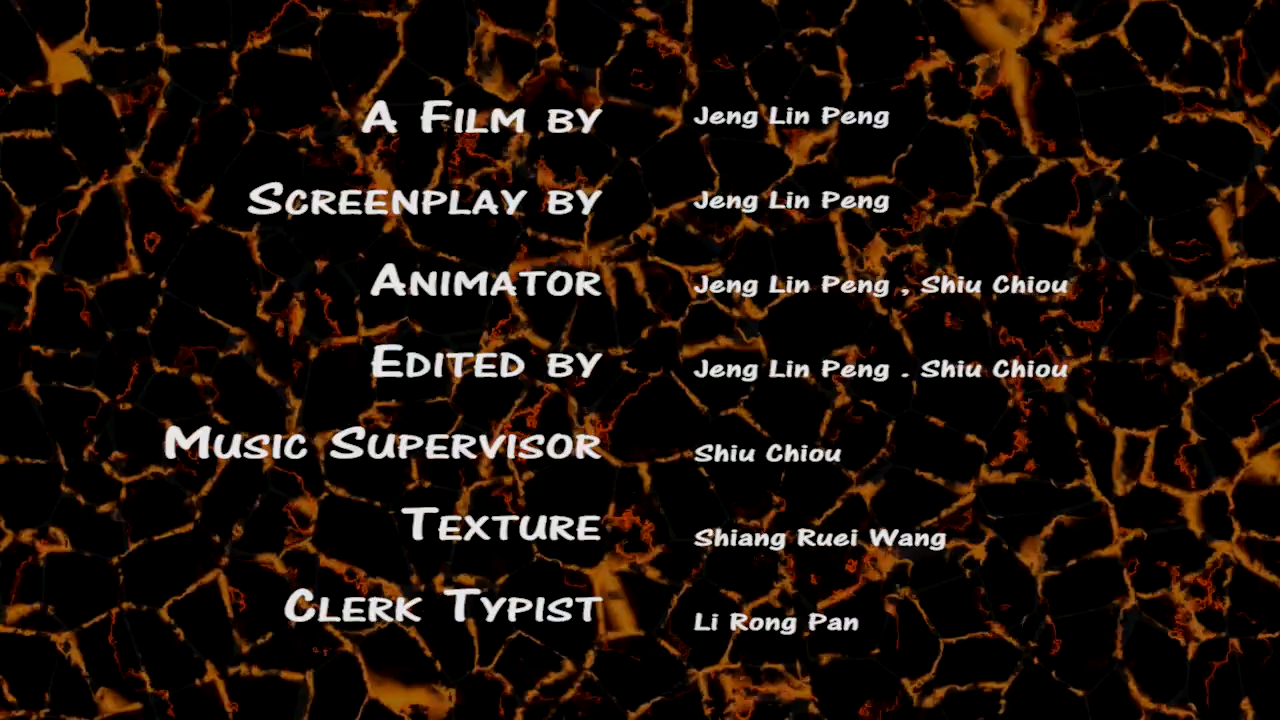 A Film by Jeng Lin Peng
Screenplay by Jeng Lin Peng
Animator Jeng Lin Peng , Shiu Chiou
Edited by Jeng Lin Peng . Shiu Chiou
Music Supervisor Shiu Chiou
Texture Shiang Ruei Wang
Clerk Typist Li Rong Pan